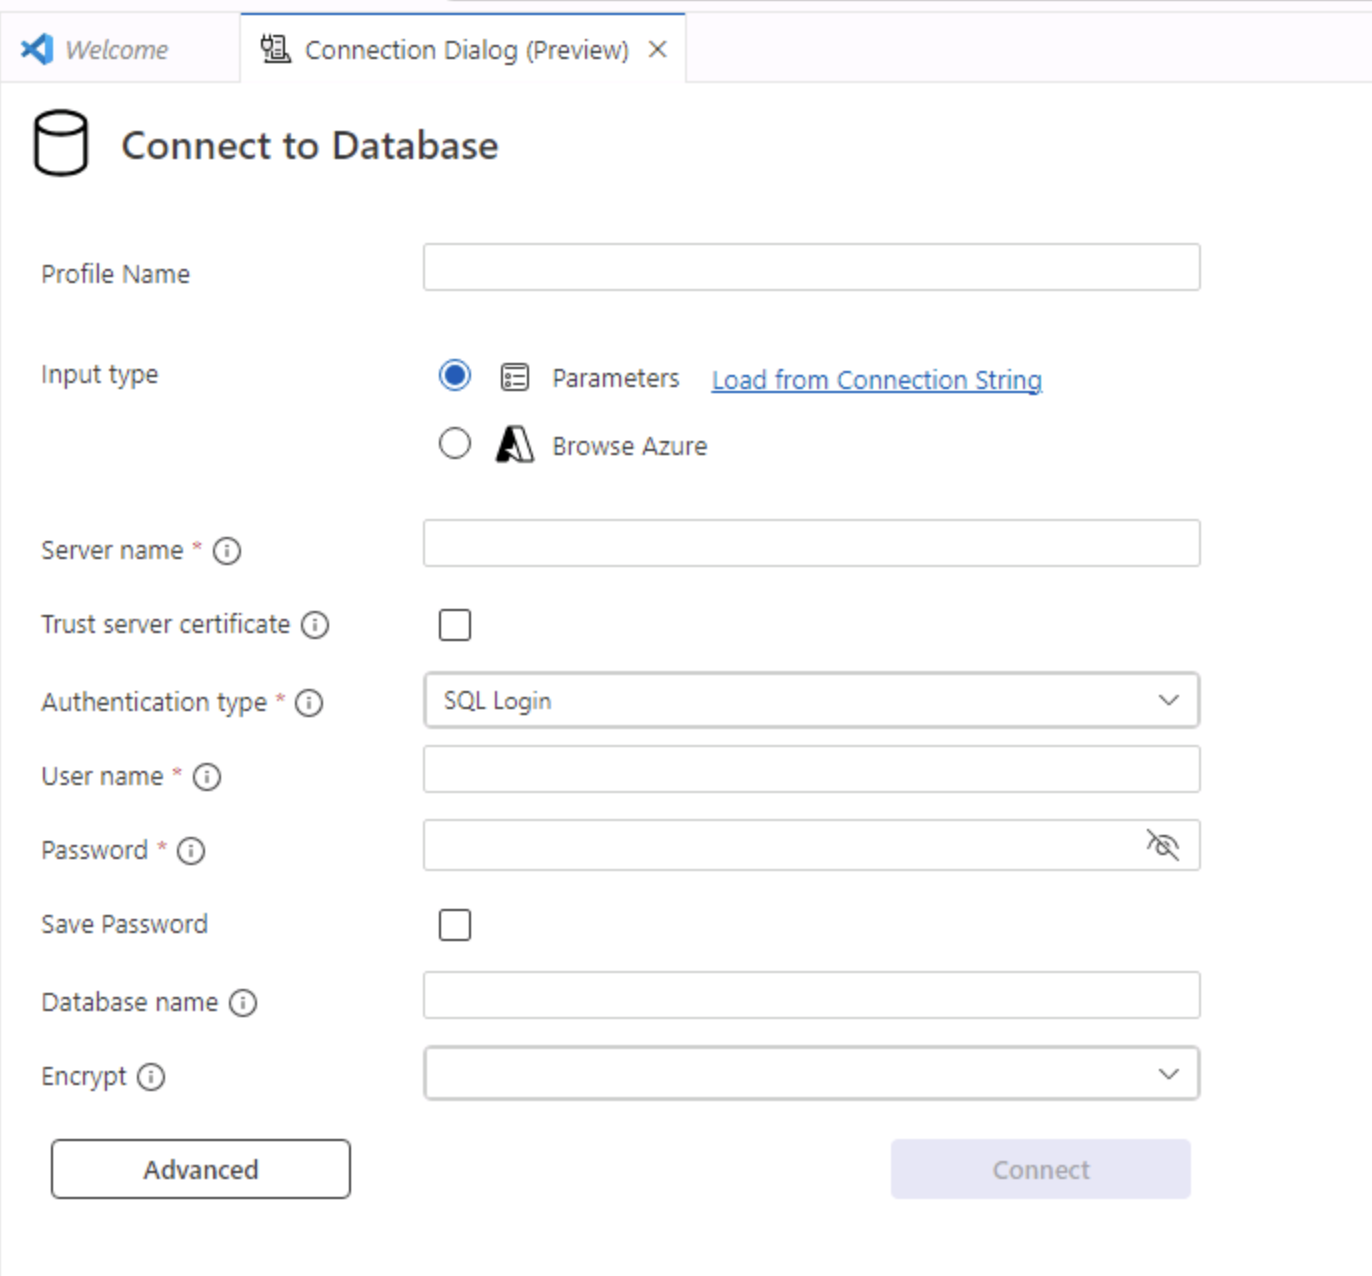 Welcome
Connection Dialog (Preview)
Connect to Database
Profile Name
Input type
Parameters Load from Connection String
Browse Azure
Server name *
Trust server certificate
Authentication type * SQL Login
User name *
Password *
Save Password
Database name
Encrypt
Advanced
Connect